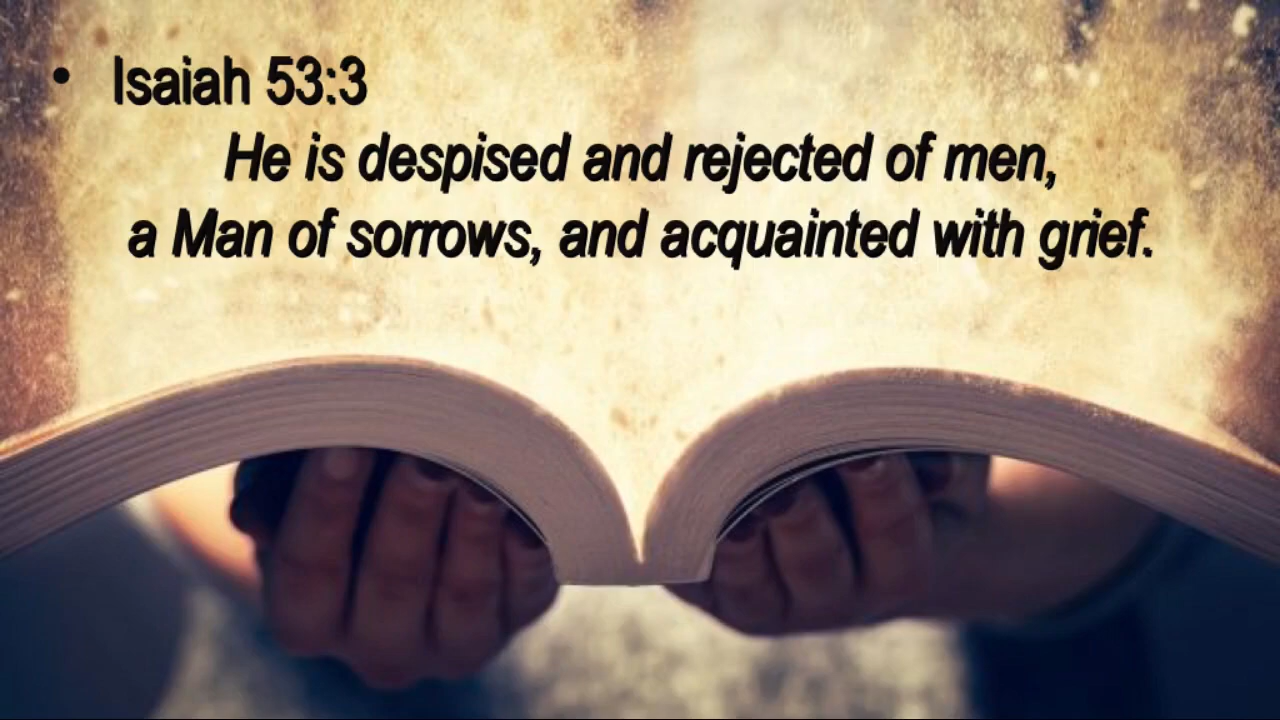 • Isaiah 53:3
He is despised and rejected of men,
a Man of sorrows, and acquainted with grief.